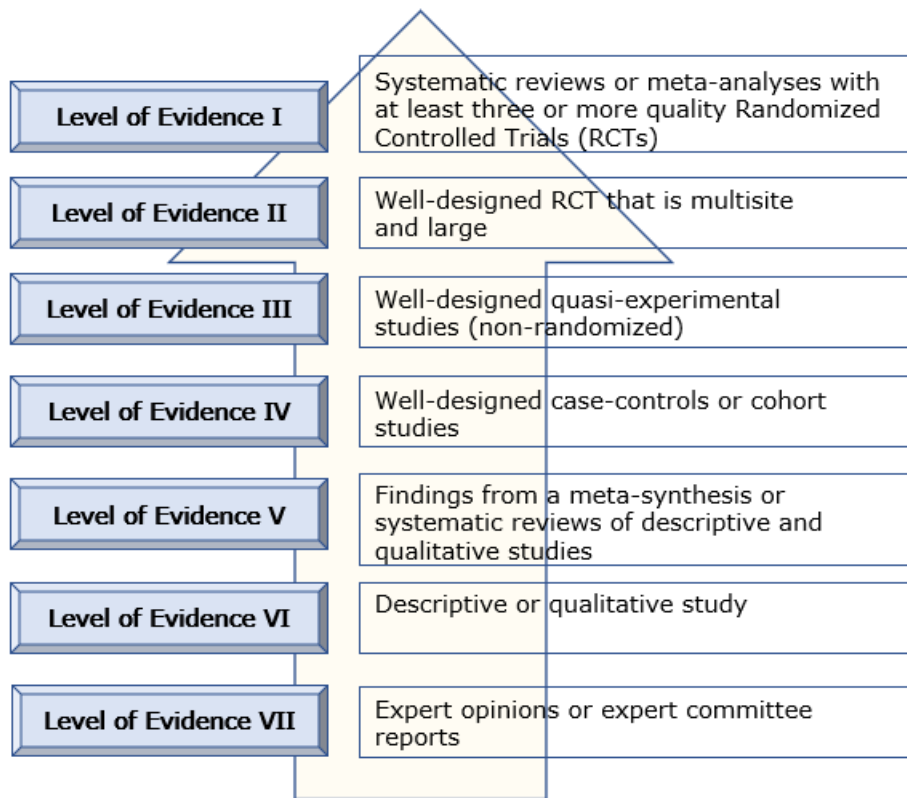 Level of Evidence I
Systematic reviews or meta-analyses with
at least three or more quality Randomized
Controlled Trials (RCTs)
Level of Evidence II
Well-designed RCT that is multisite
and large
Level of Evidence III
Well-designed quasi-experimental
studies (non-randomized)
Level of Evidence IV
Well-designed case-controls or cohort
studies
Level of Evidence V
Findings from a meta-synthesis or
systematic reviews of descriptive and
qualitative studies
Level of Evidence VI
Descriptive or qualitative study
Level of Evidence VII
Expert opinions or expert committee
reports